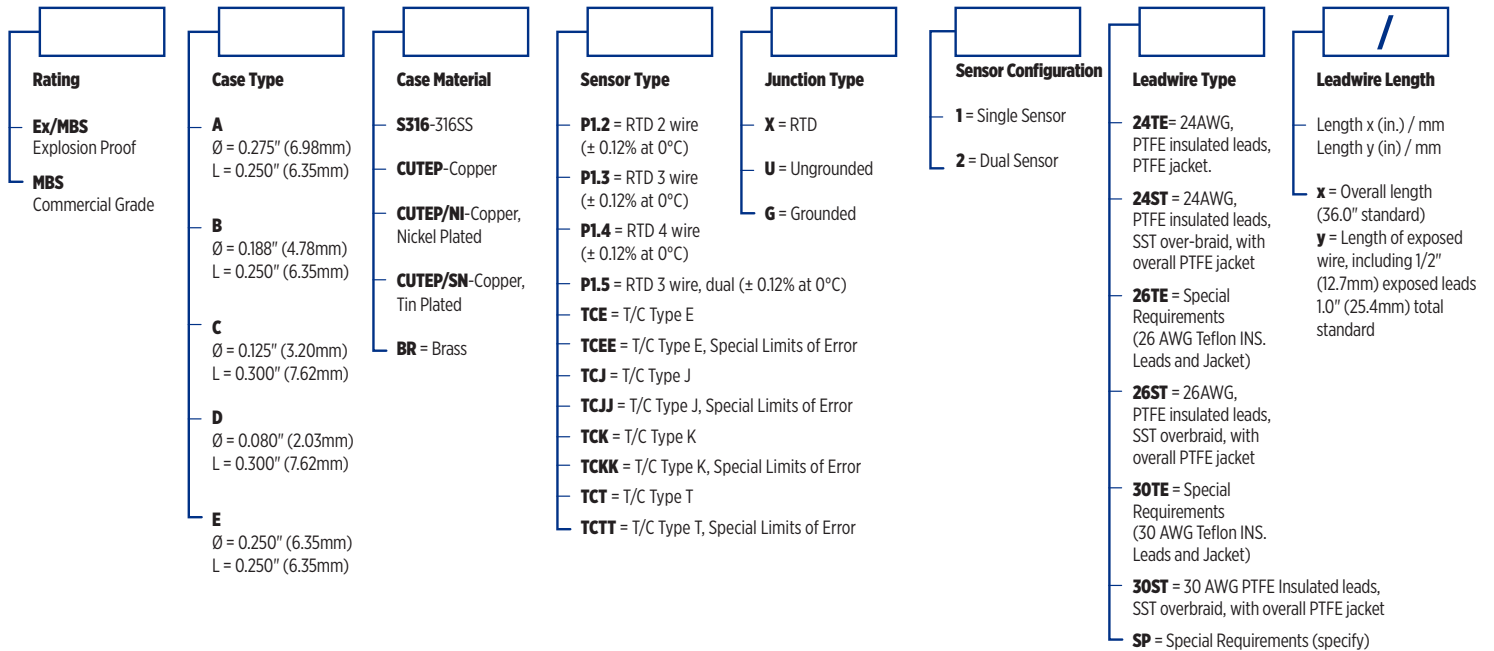 /
Rating
Ex/MBS
Explosion Proof
MBS
Commercial Grade
Case Type
A
Ø = 0.275" (6.98mm)
L = 0.250" (6.35mm)
B
Ø = 0.188" (4.78mm)
L = 0.250" (6.35mm)
C
Ø = 0.125" (3.20mm)
L = 0.300" (7.62mm)
D
Ø = 0.080" (2.03mm)
L = 0.300" (7.62mm)
E
Ø = 0.250" (6.35mm)
L = 0.250" (6.35mm)
Case Material
S316-316SS
CUTEP-Copper
CUTEP/NI-Copper,
Nickel Plated
CUTEP/SN-Copper,
Tin Plated
BR = Brass
Sensor Type
P1.2 = RTD 2 wire
(± 0.12% at 0°C)
P1.3 = RTD 3 wire
(± 0.12% at 0°C)
P1.4 = RTD 4 wire
(± 0.12% at 0°C)
P1.5 = RTD 3 wire, dual (± 0.12% at 0°C)
TCE = T/C Type E
TCEE = T/C Type E, Special Limits of Error
TCJ = T/C Type J
TCJJ = T/C Type J, Special Limits of Error
TCK = T/C Type K
TCKK = T/C Type K, Special Limits of Error
TCT = T/C Type T
TCTT = T/C Type T, Special Limits of Error
Junction Type
X = RTD
U = Ungrounded
G = Grounded
Sensor Configuration
1 = Single Sensor
2 = Dual Sensor
Leadwire Type
24TE= 24AWG,
PTFE insulated leads,
PTFE jacket.
24ST = 24AWG,
PTFE insulated leads,
SST over-braid, with
overall PTFE jacket
26TE = Special
Requirements
(26 AWG Teflon INS.
Leads and Jacket)
26ST = 26AWG,
PTFE insulated leads,
SST overbraid, with
overall PTFE jacket
30TE = Special
Requirements
(30 AWG Teflon INS.
Leads and Jacket)
30ST = 30 AWG PTFE Insulated leads,
SST overbraid, with overall PTFE jacket
SP = Special Requirements (specify)
Leadwire Length
Length x (in.) / mm
Length y (in) / mm
x = Overall length
(36.0" standard)
y = Length of exposed
wire, including 1/2"
(12.7mm) exposed leads
1.0" (25.4mm) total
standard